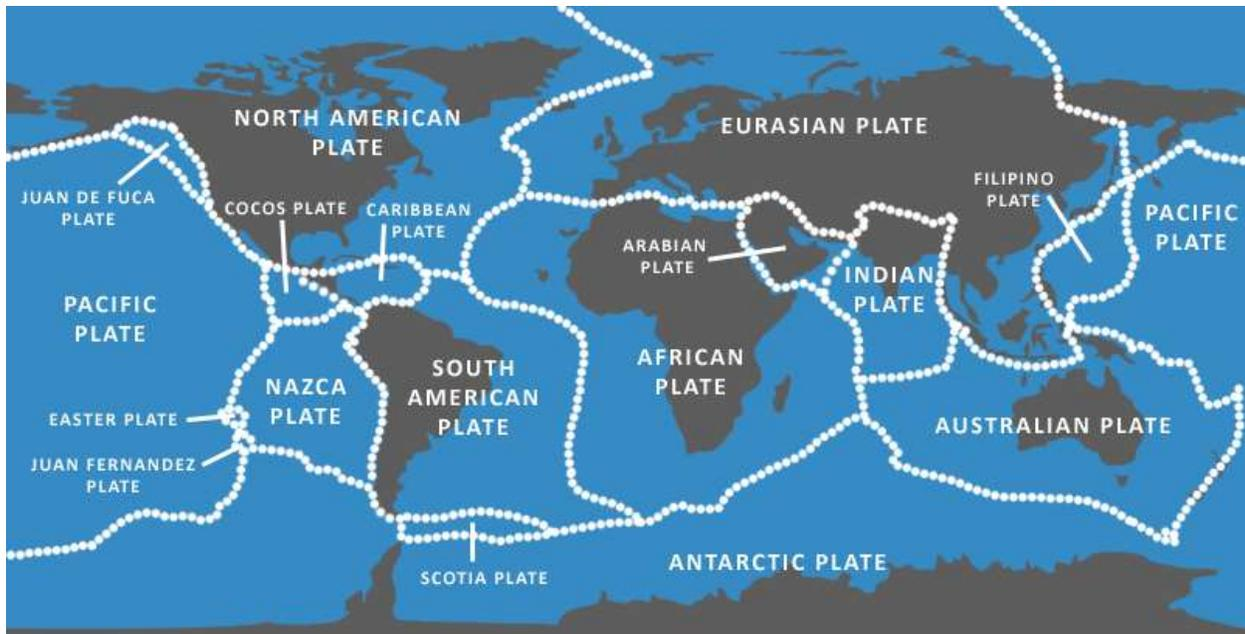 NORTH AMERICAN
PLATE
EURASIAN PLATE
JUAN DE FUCA
PLATE
COCOS PLATE
CARIBBEAN
PLATE
FILIPINO
PLATE
PACIFIC
PLATE
ARABIAN
PLATE
INDIAN
PLATE
PACIFIC
PLATE
NAZCA
PLATE
SOUTH
AMERICAN
PLATE
AFRICAN
PLATE
EASTER PLATE
AUSTRALIAN PLATE
JUAN FERNANDEZ
PLATE
SCOTIA PLATE
ANTARCTIC PLATE